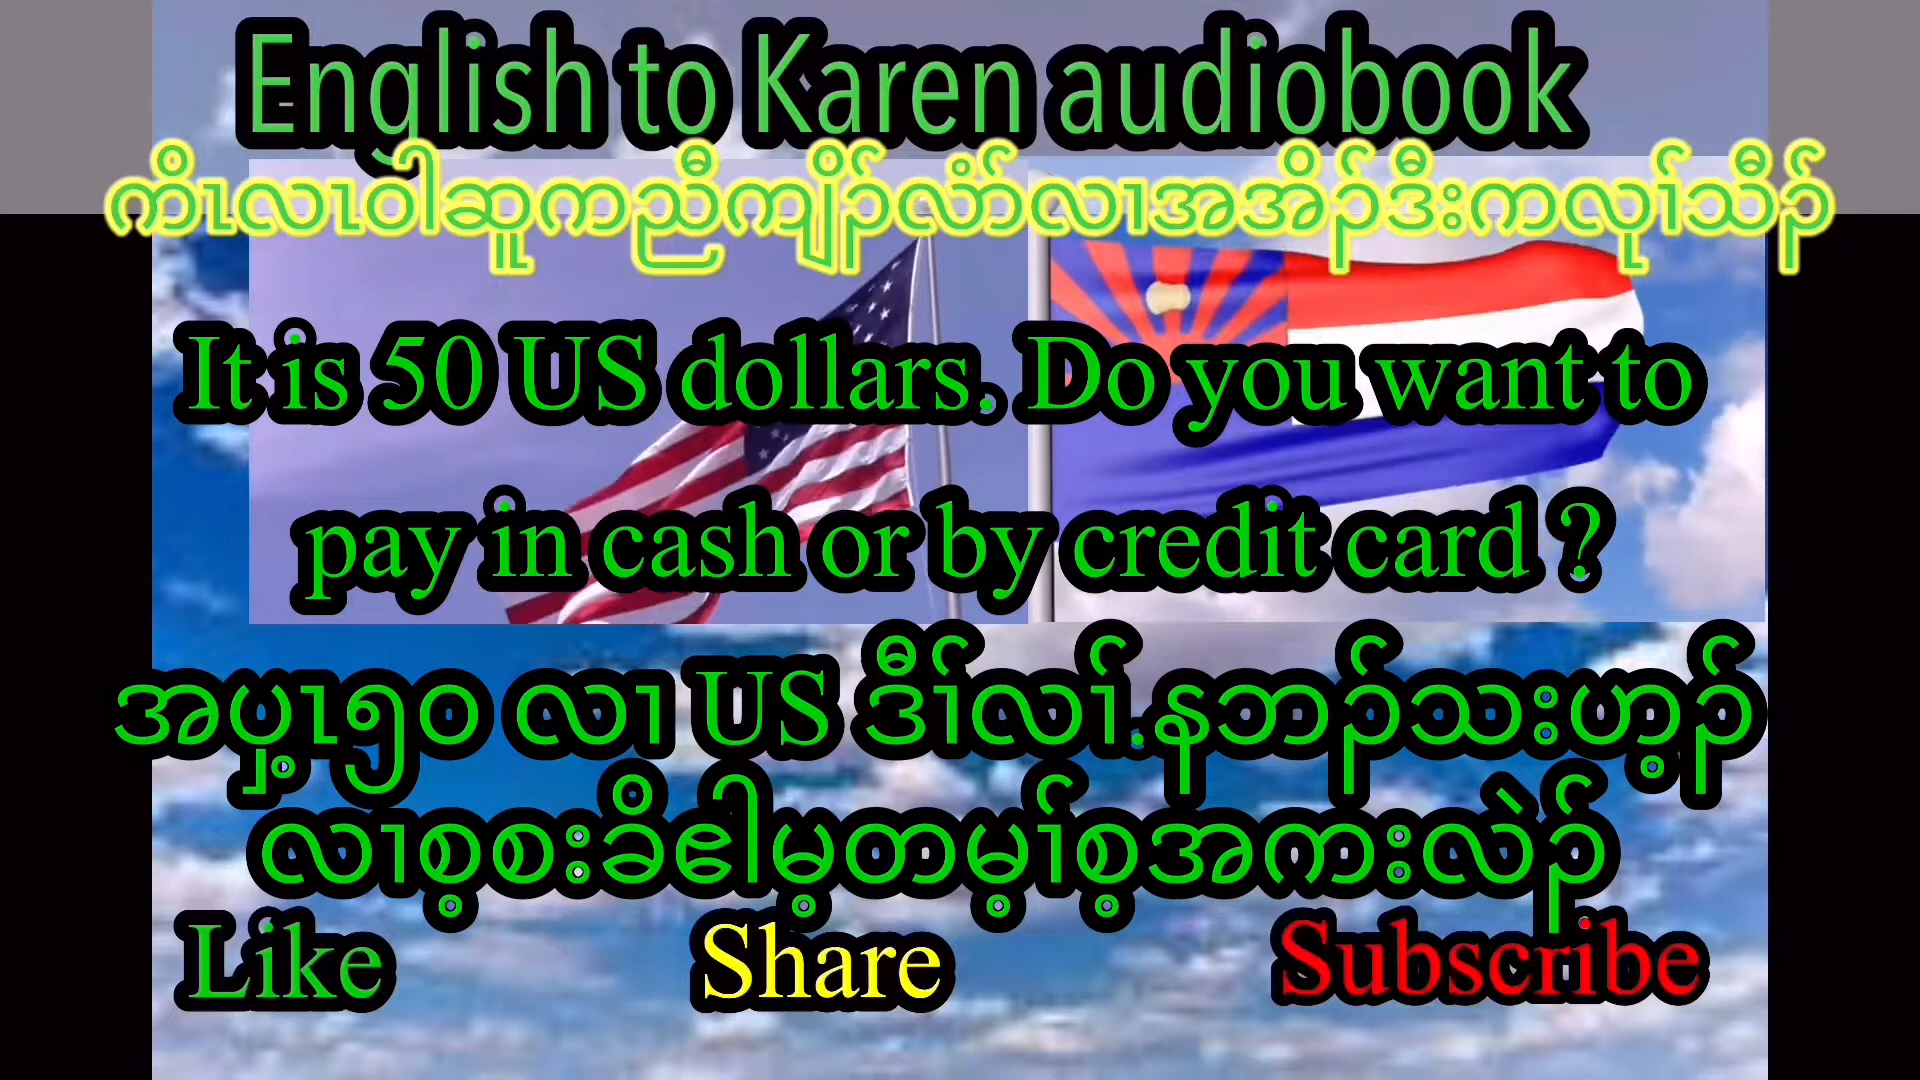 English to Karen audiobook
ကိၤလၤဝါဆူကညီကျိၣ်လံာ်လၢအအိၣ်ဒီးကလုၢ်သီၣ်
It is 50 US dollars. Do you want to
pay in cash or by credit card ?
အပှ့ၤ၅၀ လၢ US ဒီၢ်လၢ်.နဘၣ်သးဟ့ၣ်
လၢစ့စးခိဧါမ့တမ့ၢ်စ့အကးလဲၣ်
Like Share Subscribe